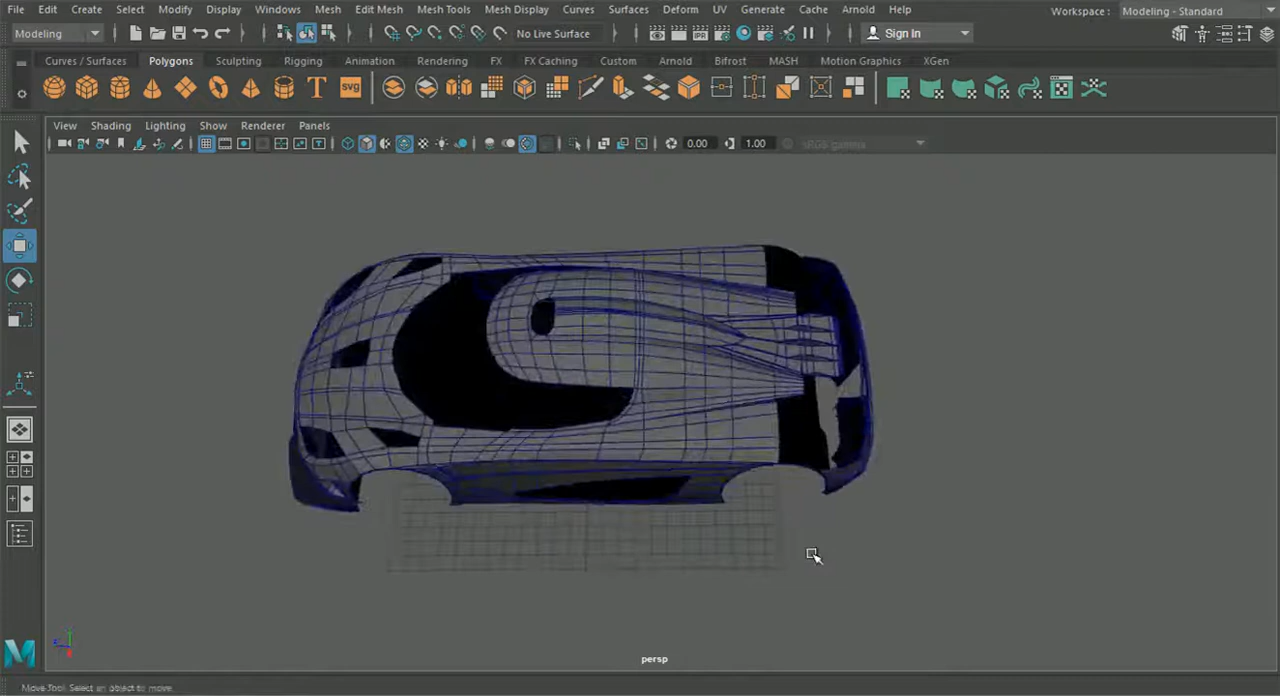 File Edit Create Select Modify Display Windows Mesh Edit Mesh Mesh Tools Mesh Display Curves Surfaces Deform UV Generate Cache Arnold Help Workspace: Modeling - Standard
Modeling No Live Surface Sign In
Curves / Surfaces Polygons Sculpting Rigging Animation Rendering FX FX Caching Custom Arnold Bifrost MASH Motion Graphics XGen
T SVG
View Shading Lighting Show Renderer Panels
0.00 1.00 sRGB gamma
persp
M
Move Tool: Select an object to move.